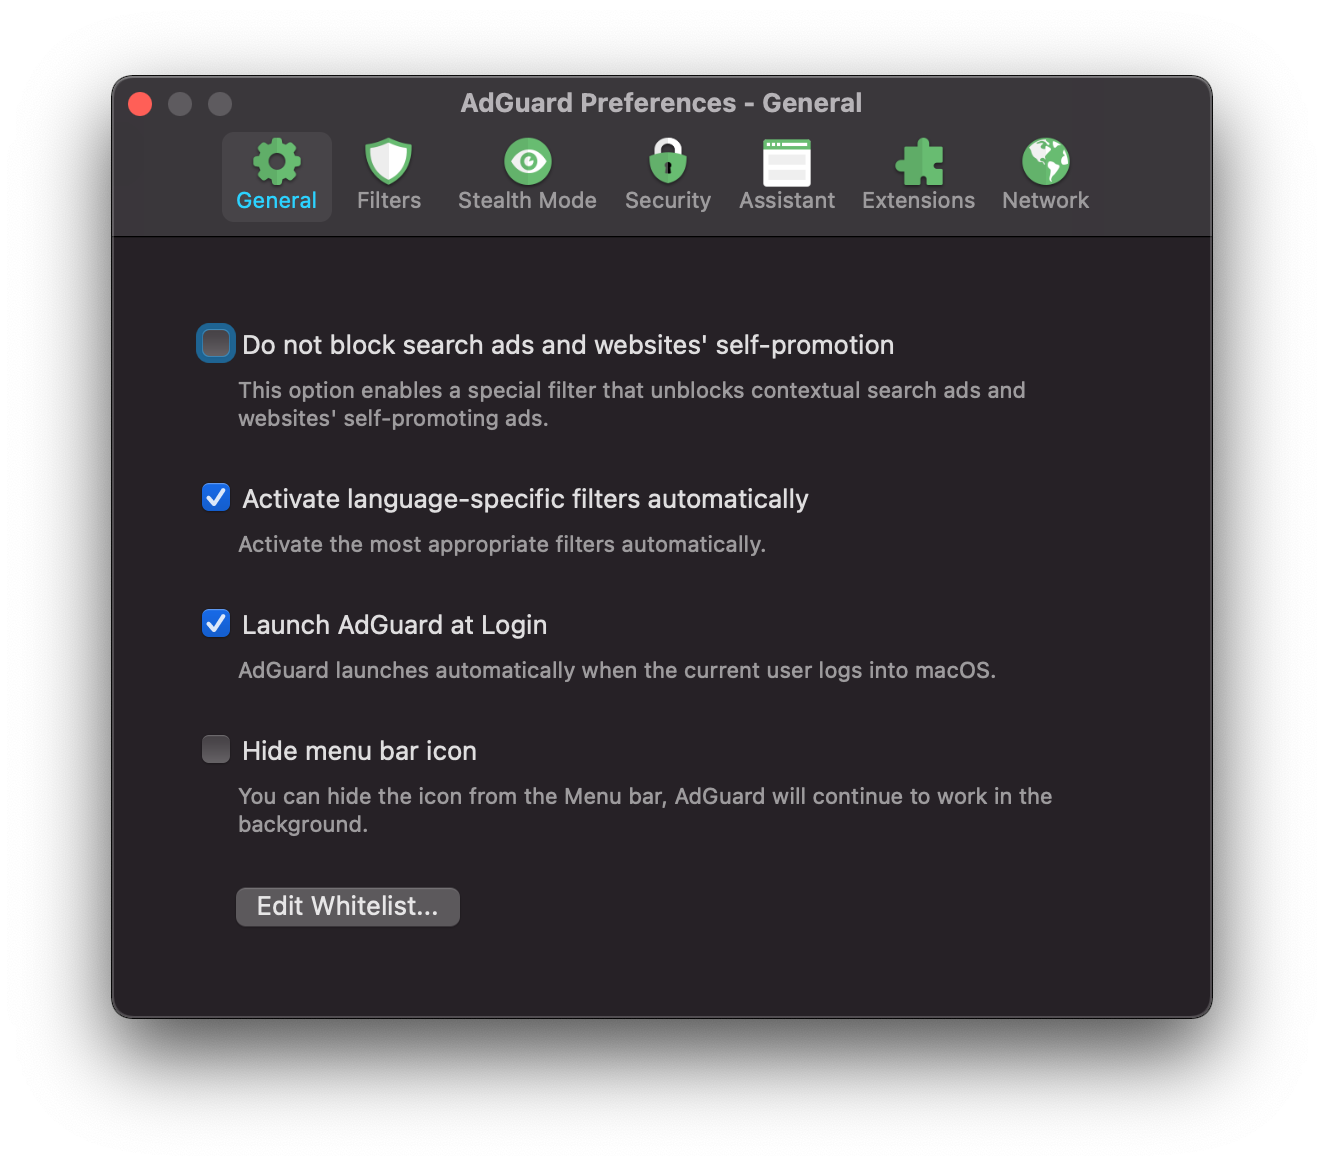 AdGuard Preferences - General
General
Filters
Stealth Mode
Security
Assistant
Extensions
Network
Do not block search ads and websites' self-promotion
This option enables a special filter that unblocks contextual search ads and
websites' self-promoting ads.
Activate language-specific filters automatically
Activate the most appropriate filters automatically.
Launch AdGuard at Login
AdGuard launches automatically when the current user logs into macOS.
Hide menu bar icon
You can hide the icon from the Menu bar, AdGuard will continue to work in the
background.
Edit Whitelist...